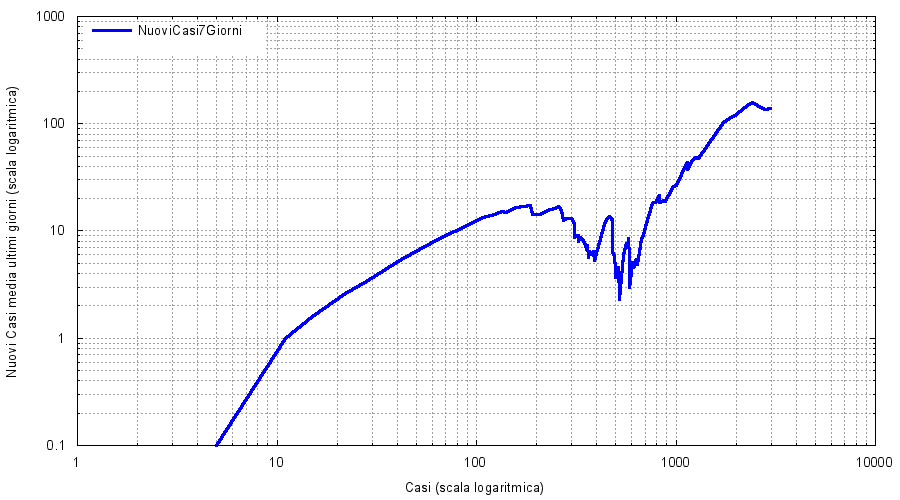 1000
NuoviCasi7Giorni
100
10
1
0.1
Nuovi Casi media ultimi giorni (scala logaritmica)
1 10 100 1000 10000
Casi (scala logaritmica)